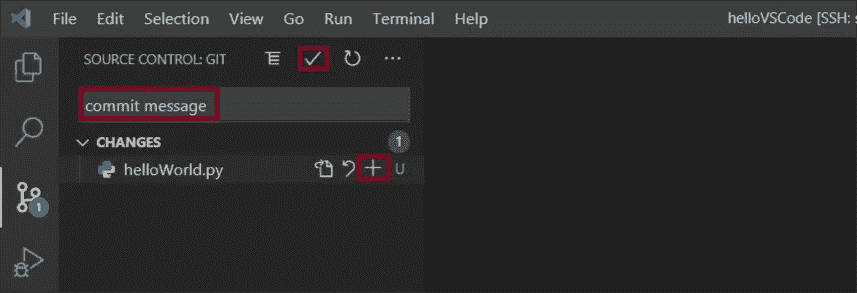 File Edit Selection View Go Run Terminal Help helloVSCode [SSH: s
SOURCE CONTROL: GIT
commit message
CHANGES 1
helloWorld.py U
1